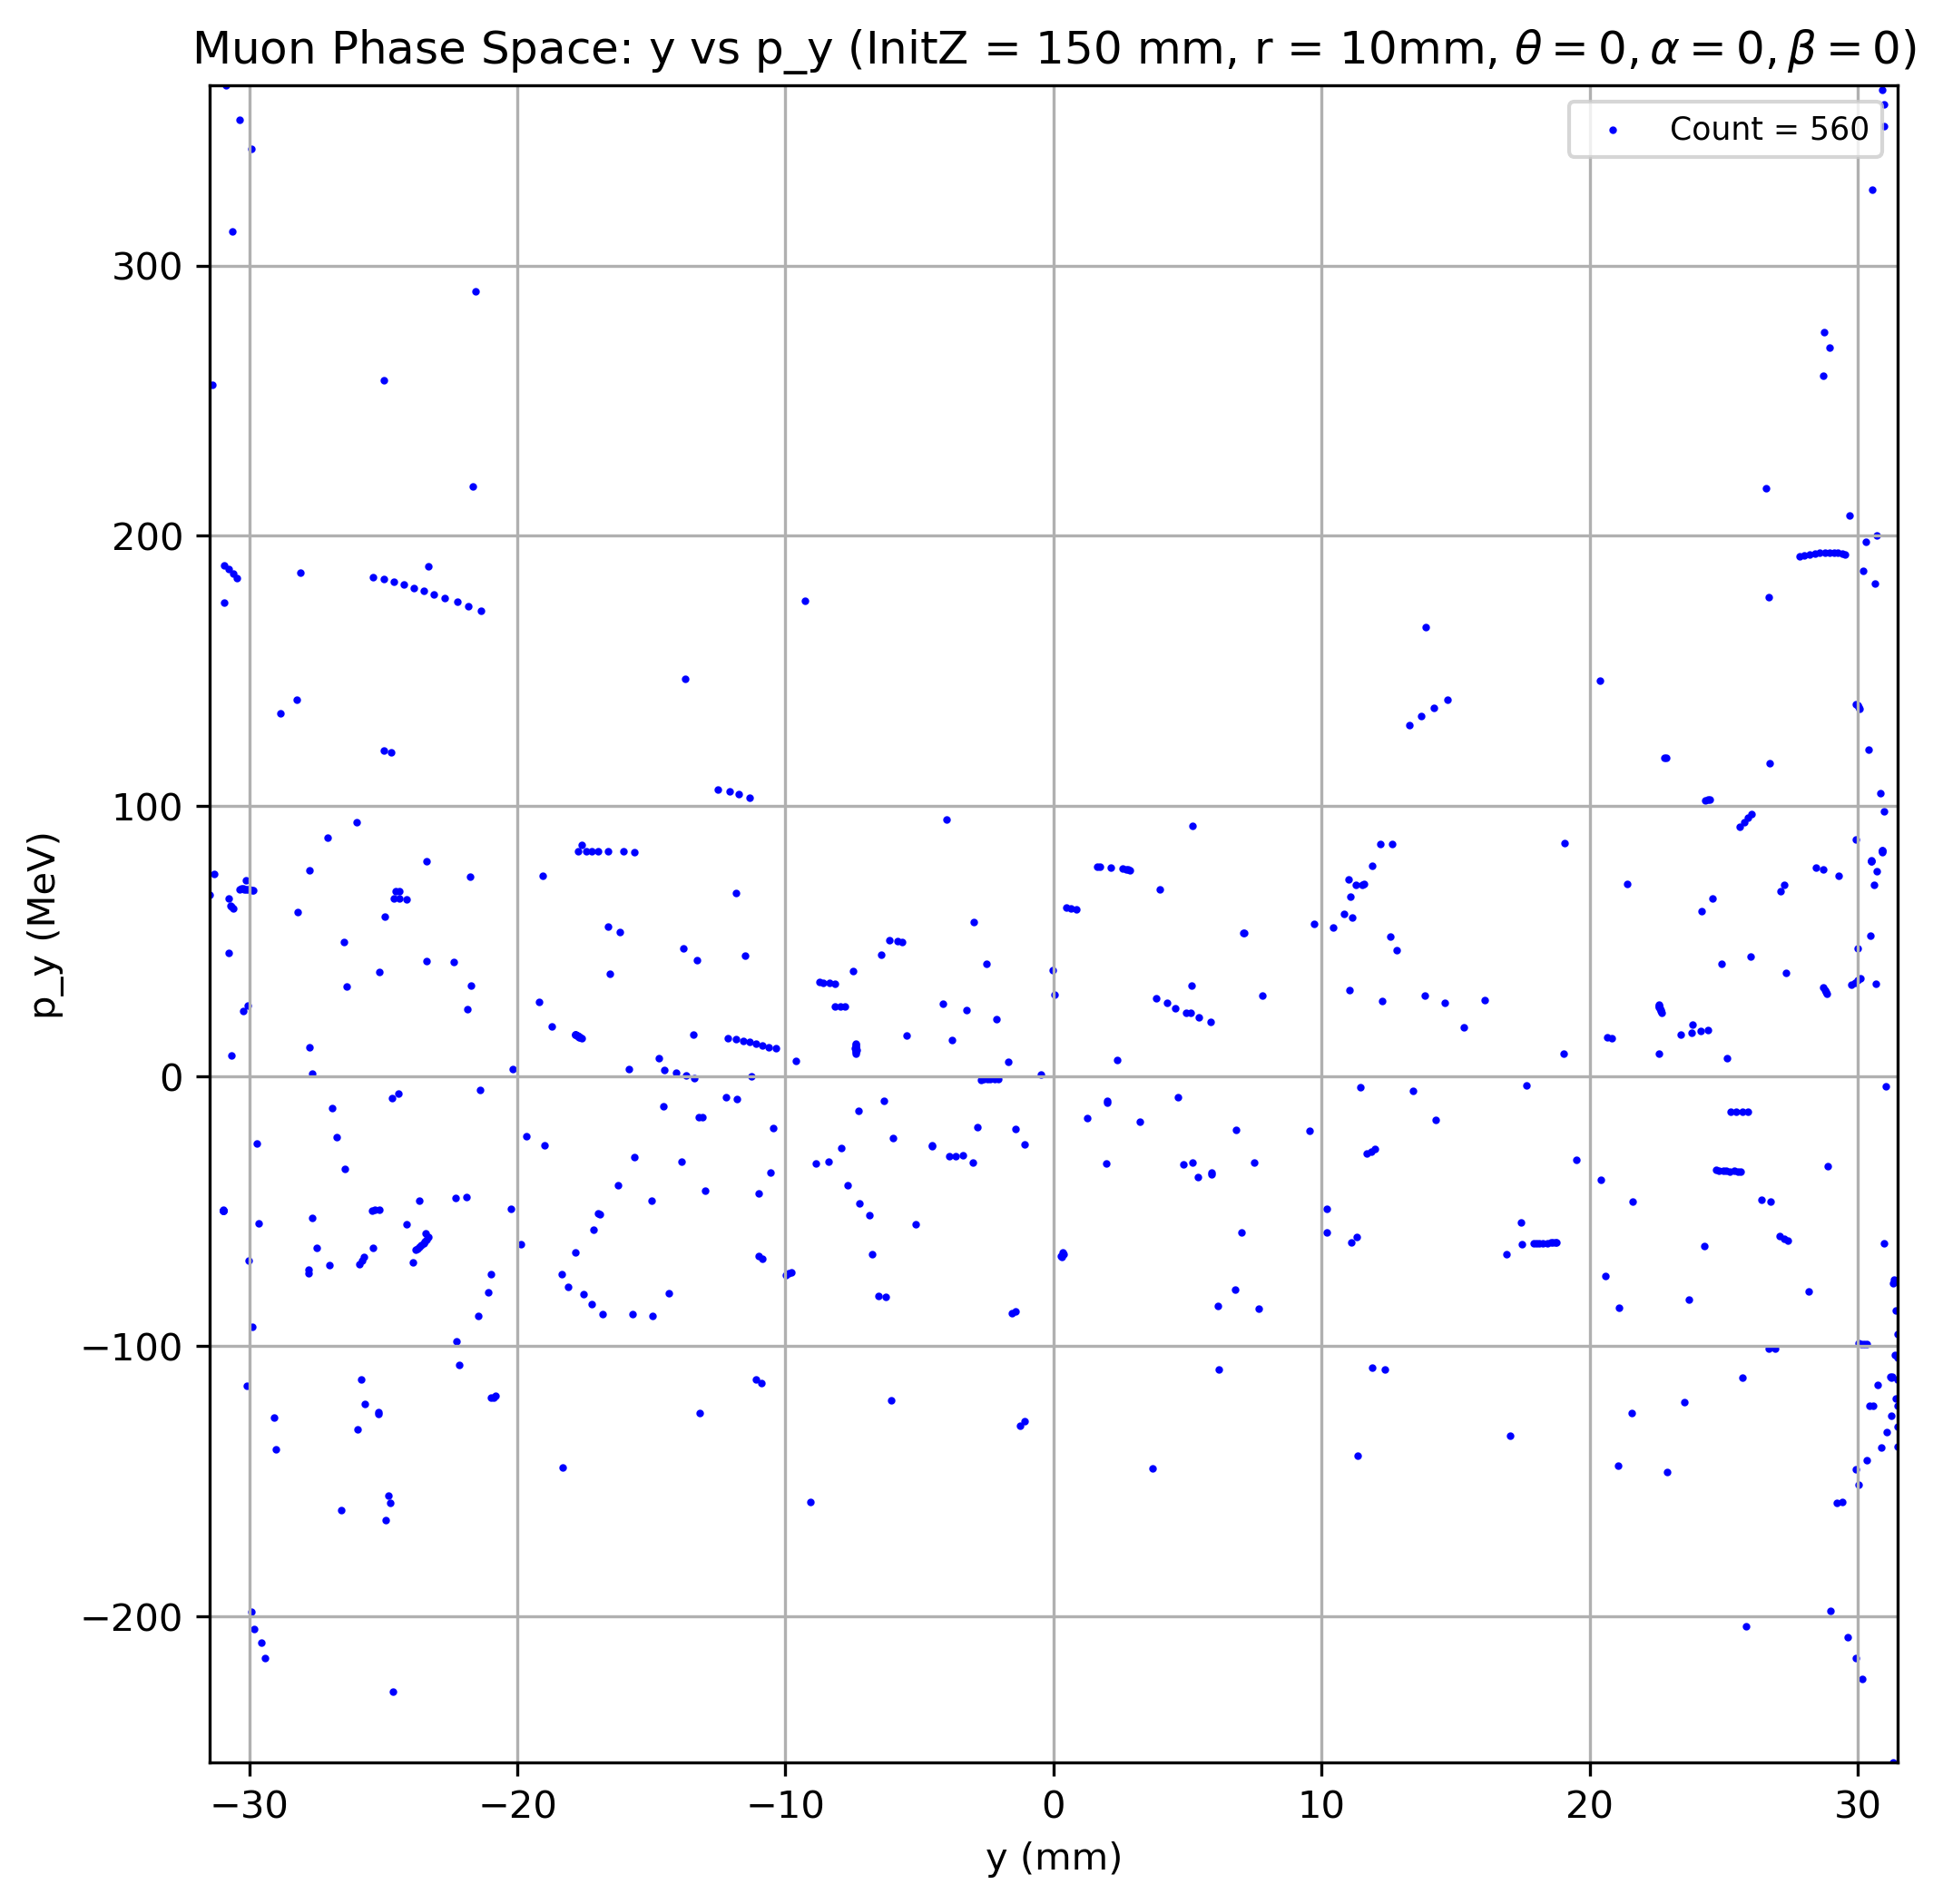 Muon Phase Space: y vs p_y (InitZ = 150 mm, r = 10mm, θ = 0, α = 0, β = 0)
Count = 560
300
200
100
0
−100
−200
p_y (MeV)
−30 −20 −10 0 10 20 30
y (mm)